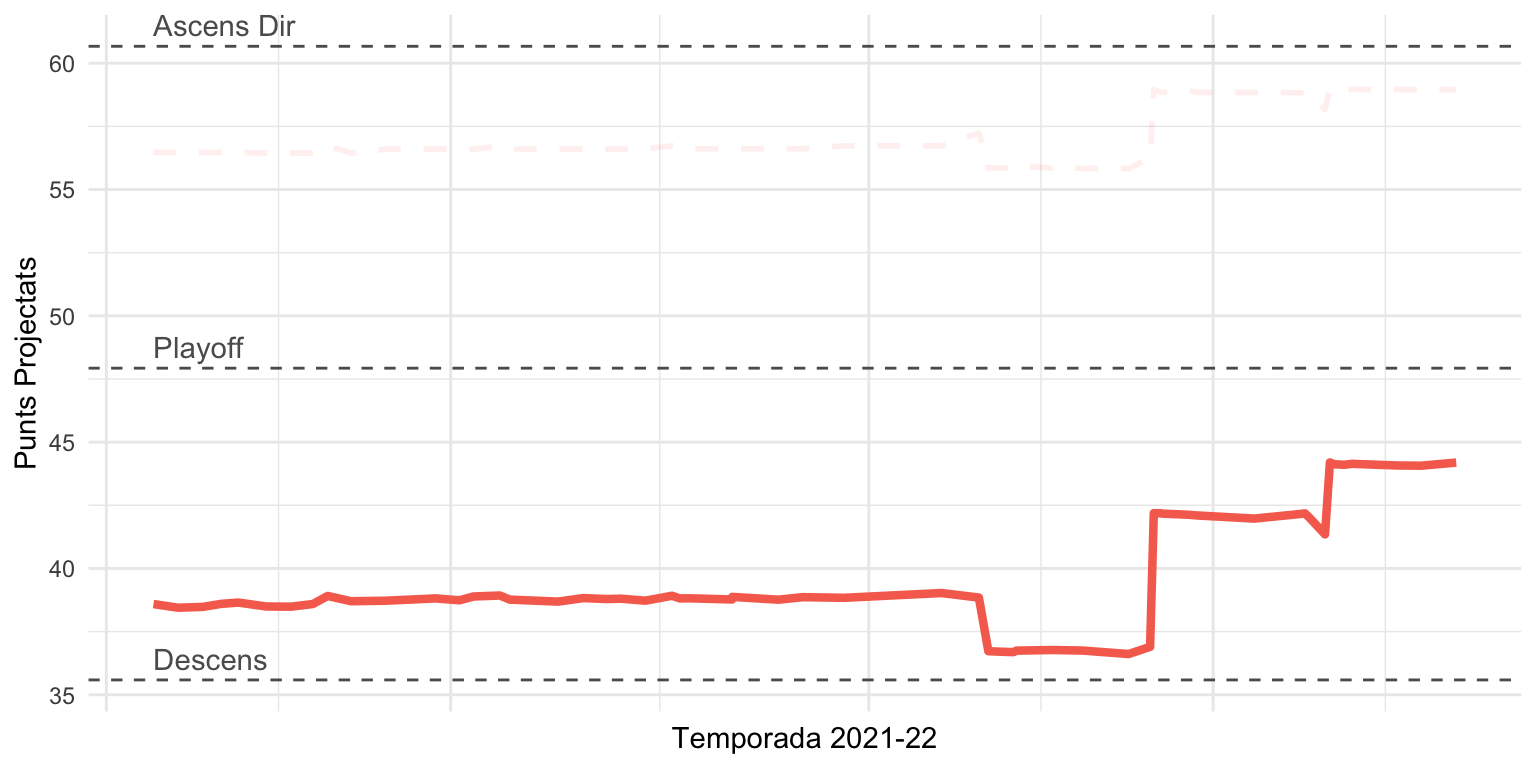 Ascens Dir
60
55
50
Playoff
45
40
Descens
35
Punts Projectats
Temporada 2021-22